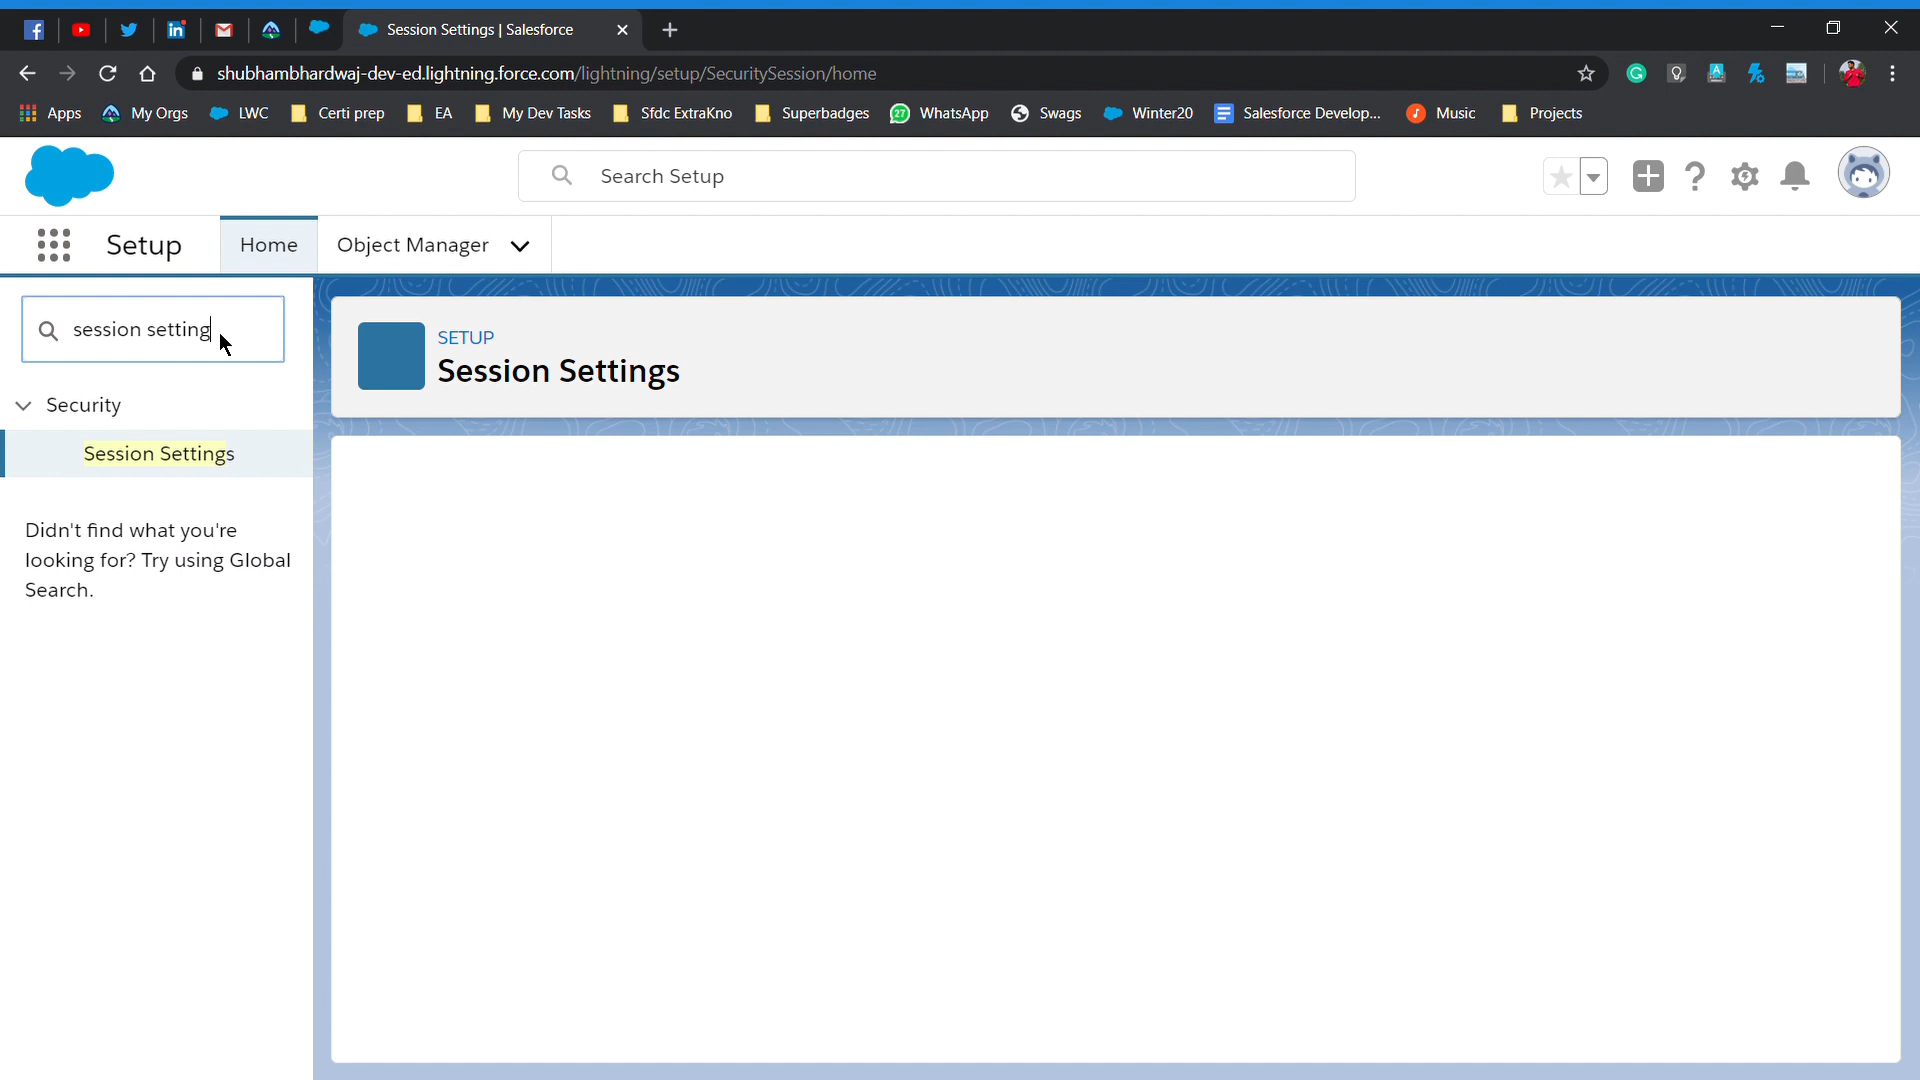 Session Settings | Salesforce
shubhambhardwaj-dev-ed.lightning.force.com/lightning/setup/SecuritySession/home
Apps My Orgs LWC Certi prep EA My Dev Tasks Sfdc ExtraKno Superbadges 27 WhatsApp Swags Winter20 Salesforce Develop... Music Projects
Search Setup
Setup Home Object Manager
session setting
Security
Session Settings
Didn't find what you're
looking for? Try using Global
Search.
SETUP
Session Settings